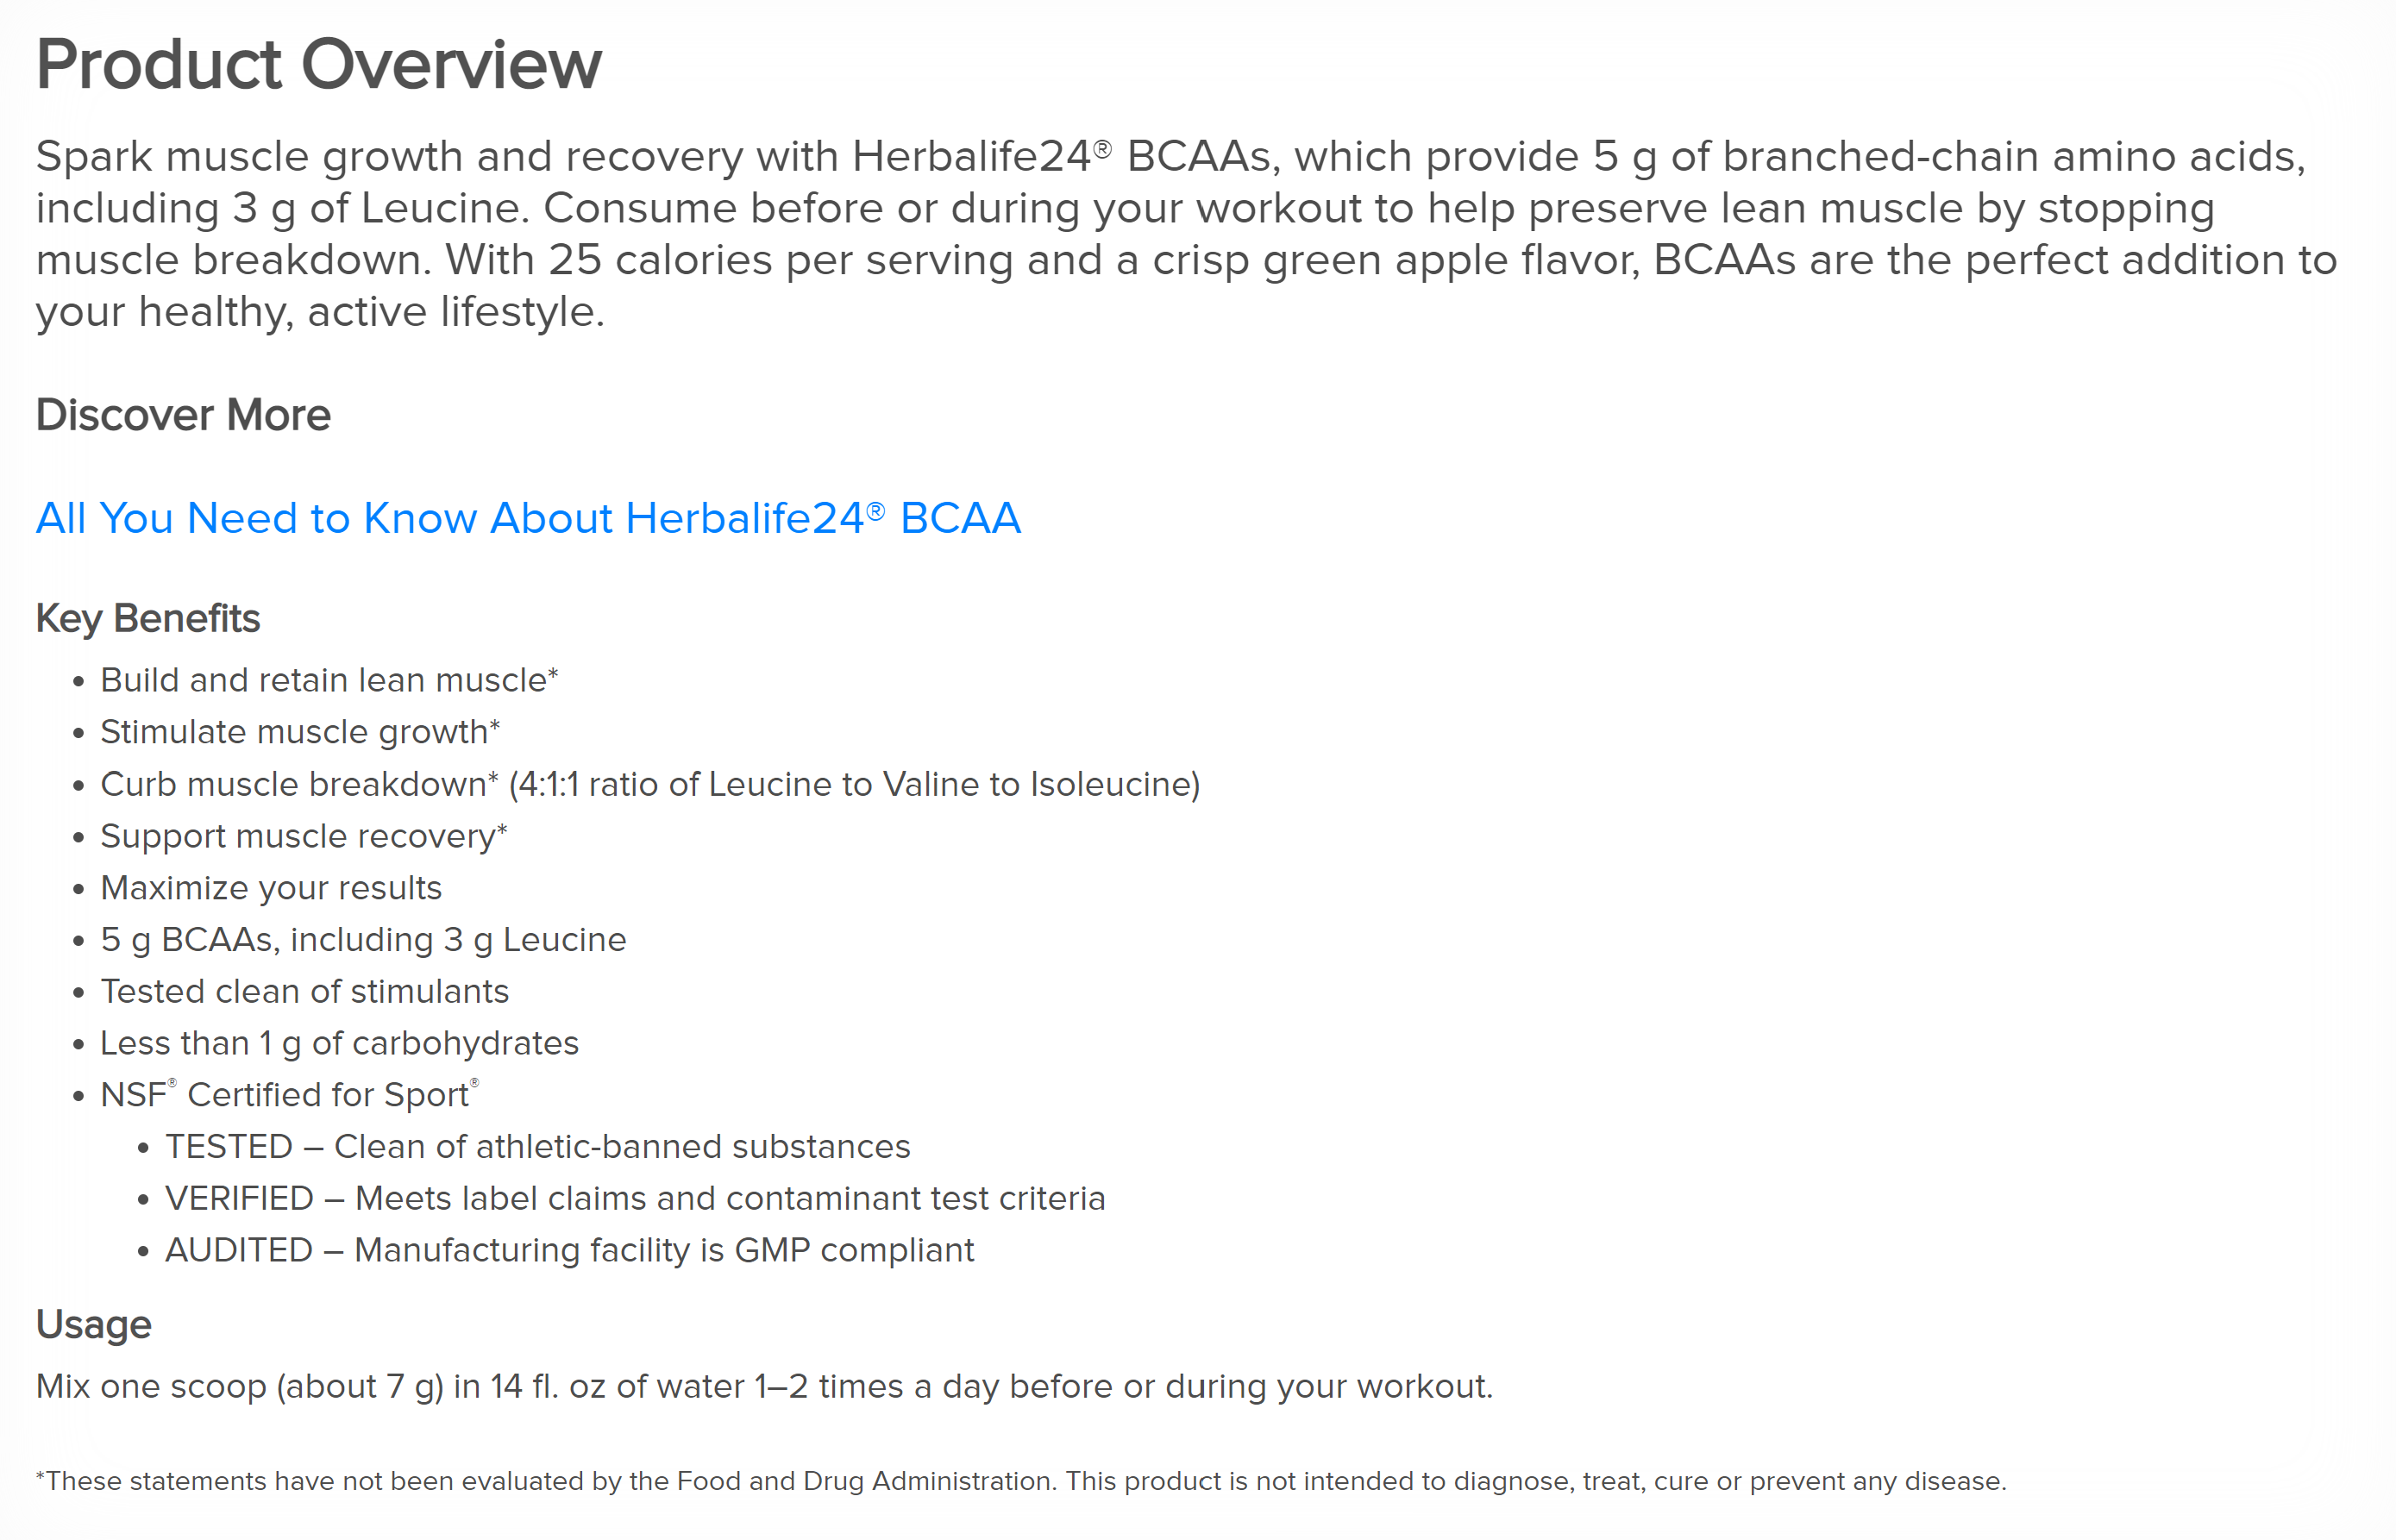 Product Overview
Spark muscle growth and recovery with Herbalife24® BCAAs, which provide 5 g of branched-chain amino acids,
including 3 g of Leucine. Consume before or during your workout to help preserve lean muscle by stopping
muscle breakdown. With 25 calories per serving and a crisp green apple flavor, BCAAs are the perfect addition to
your healthy, active lifestyle.
Discover More
All You Need to Know About Herbalife24® BCAA
Key Benefits
• Build and retain lean muscle*
• Stimulate muscle growth*
• Curb muscle breakdown* (4:1:1 ratio of Leucine to Valine to Isoleucine)
• Support muscle recovery*
• Maximize your results
• 5 g BCAAs, including 3 g Leucine
• Tested clean of stimulants
• Less than 1 g of carbohydrates
• NSF® Certified for Sport®
• TESTED – Clean of athletic-banned substances
• VERIFIED – Meets label claims and contaminant test criteria
• AUDITED – Manufacturing facility is GMP compliant
Usage
Mix one scoop (about 7 g) in 14 fl. oz of water 1–2 times a day before or during your workout.
*These statements have not been evaluated by the Food and Drug Administration. This product is not intended to diagnose, treat, cure or prevent any disease.